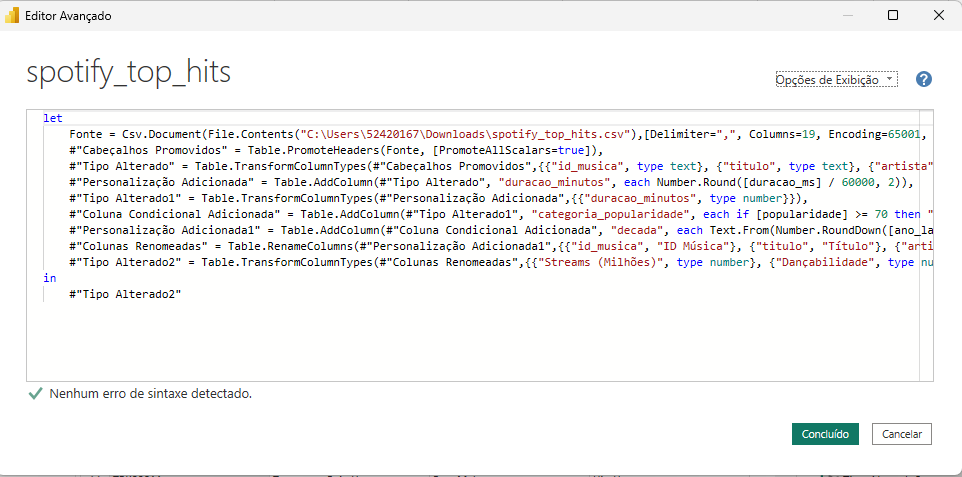 Editor Avançado
spotify_top_hits
Opções de Exibição
?
let
Fonte = Csv.Document(File.Contents("C:\Users\52420167\Downloads\spotify_top_hits.csv"),[Delimiter=",", Columns=19, Encoding=65001,
#"Cabeçalhos Promovidos" = Table.PromoteHeaders(Fonte, [PromoteAllScalars=true]),
#"Tipo Alterado" = Table.TransformColumnTypes(#"Cabeçalhos Promovidos",{{"id_musica", type text}, {"titulo", type text}, {"artista"
#"Personalização Adicionada" = Table.AddColumn(#"Tipo Alterado", "duracao_minutos", each Number.Round([duracao_ms] / 60000, 2)),
#"Tipo Alterado1" = Table.TransformColumnTypes(#"Personalização Adicionada",{{"duracao_minutos", type number}}),
#"Coluna Condicional Adicionada" = Table.AddColumn(#"Tipo Alterado1", "categoria_popularidade", each if [popularidade] >= 70 then "
#"Personalização Adicionada1" = Table.AddColumn(#"Coluna Condicional Adicionada", "decada", each Text.From(Number.RoundDown([ano_la
#"Colunas Renomeadas" = Table.RenameColumns(#"Personalização Adicionada1",{{"id_musica", "ID Música"}, {"titulo", "Título"}, {"arti
#"Tipo Alterado2" = Table.TransformColumnTypes(#"Colunas Renomeadas",{{"Streams (Milhões)", type number}, {"Dançabilidade", type nu
in
#"Tipo Alterado2"
Nenhum erro de sintaxe detectado.
Concluído
Cancelar